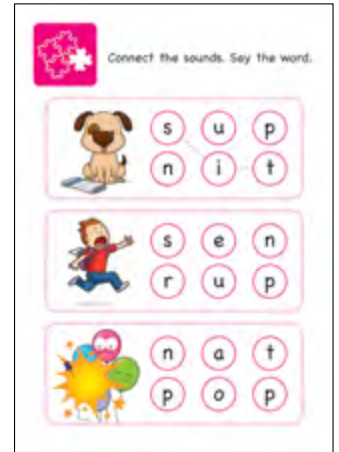 Connect the sounds. Say the word.
s u p
n i t
s e n
r u p
n a t
p o p